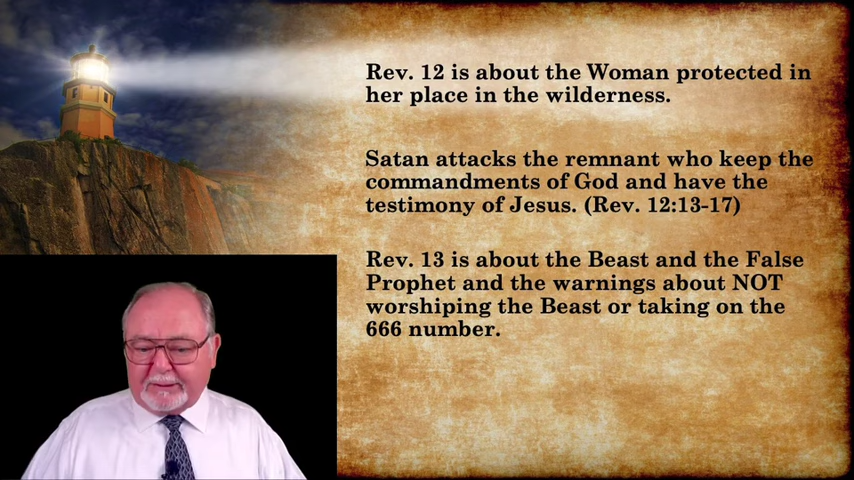 Rev. 12 is about the Woman protected in
her place in the wilderness.
Satan attacks the remnant who keep the
commandments of God and have the
testimony of Jesus. (Rev. 12:13-17)
Rev. 13 is about the Beast and the False
Prophet and the warnings about NOT
worshiping the Beast or taking on the
666 number.